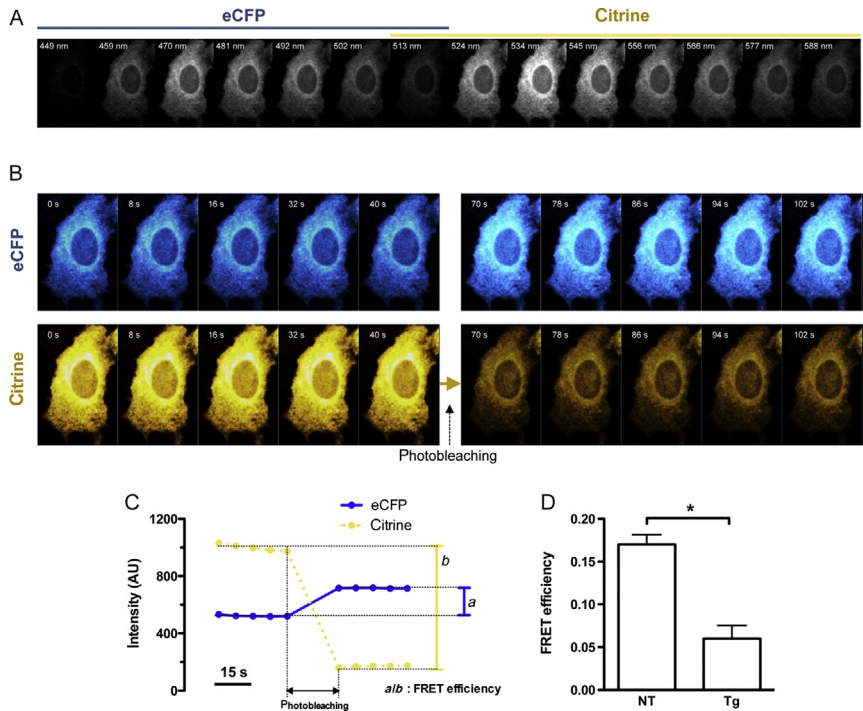 A
eCFP
Citrine
449 nm 459 nm 470 nm 481 nm 492 nm 502 nm 513 nm 524 nm 534 nm 545 nm 556 nm 566 nm 577 nm 588 nm
B
eCFP
0 s 8 s 16 s 32 s 40 s 70 s 78 s 86 s 94 s 102 s
Citrine
0 s 8 s 16 s 32 s 40 s 70 s 78 s 86 s 94 s 102 s
Photobleaching
C
eCFP
Citrine
Intensity (AU)
1200
800
400
0
b
a
15 s
Photobleaching
a/b : FRET efficiency
D
*
FRET efficiency
0.20
0.15
0.10
0.05
0.00
NT Tg